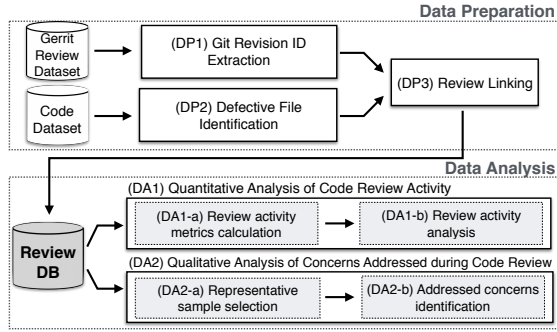 Data Preparation
Gerrit
Review
Dataset
(DP1) Git Revision ID
Extraction
(DP3) Review Linking
Code
Dataset
(DP2) Defective File
Identification
Data Analysis
(DA1) Quantitative Analysis of Code Review Activity
(DA1-a) Review activity
metrics calculation
(DA1-b) Review activity
analysis
Review
DB
(DA2) Qualitative Analysis of Concerns Addressed during Code Review
(DA2-a) Representative
sample selection
(DA2-b) Addressed concerns
identification